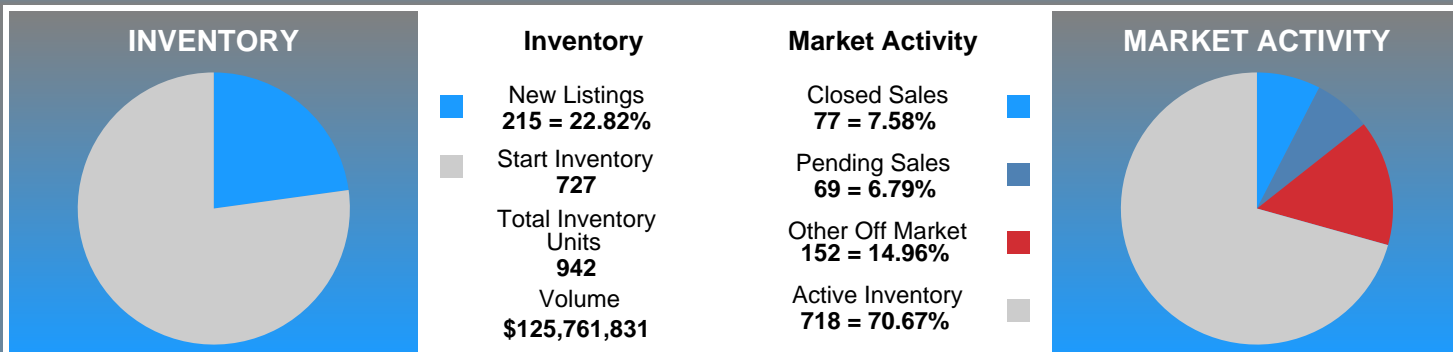 INVENTORY
Inventory
New Listings
215 = 22.82%
Start Inventory
727
Total Inventory
Units
942
Volume
$125,761,831
Market Activity
Closed Sales
77 = 7.58%
Pending Sales
69 = 6.79%
Other Off Market
152 = 14.96%
Active Inventory
718 = 70.67%
MARKET ACTIVITY